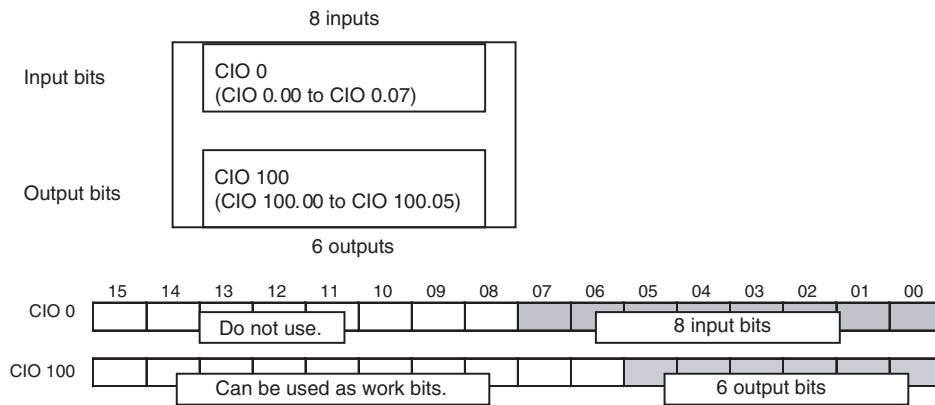 8 inputs
Input bits
CIO 0
(CIO 0.00 to CIO 0.07)
Output bits
CIO 100
(CIO 100.00 to CIO 100.05)
6 outputs
15 14 13 12 11 10 09 08 07 06 05 04 03 02 01 00
CIO 0
Do not use.
8 input bits
CIO 100
Can be used as work bits.
6 output bits